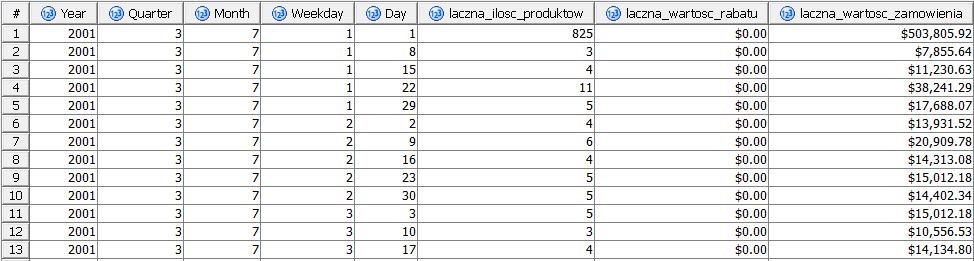 # Year Quarter Month Weekday Day laczna_ilosc_produktow laczna_wartosc_rabatu laczna_wartosc_zamowienia
1 2001 3 7 1 1 825 $0.00 $503,805.92
2 2001 3 7 1 8 3 $0.00 $7,855.64
3 2001 3 7 1 15 4 $0.00 $11,230.63
4 2001 3 7 1 22 11 $0.00 $38,241.29
5 2001 3 7 1 29 5 $0.00 $17,688.07
6 2001 3 7 2 2 4 $0.00 $13,931.52
7 2001 3 7 2 9 6 $0.00 $20,909.78
8 2001 3 7 2 16 4 $0.00 $14,313.08
9 2001 3 7 2 23 5 $0.00 $15,012.18
10 2001 3 7 2 30 5 $0.00 $14,402.34
11 2001 3 7 3 3 5 $0.00 $15,012.18
12 2001 3 7 3 10 3 $0.00 $10,556.53
13 2001 3 7 3 17 4 $0.00 $14,134.80